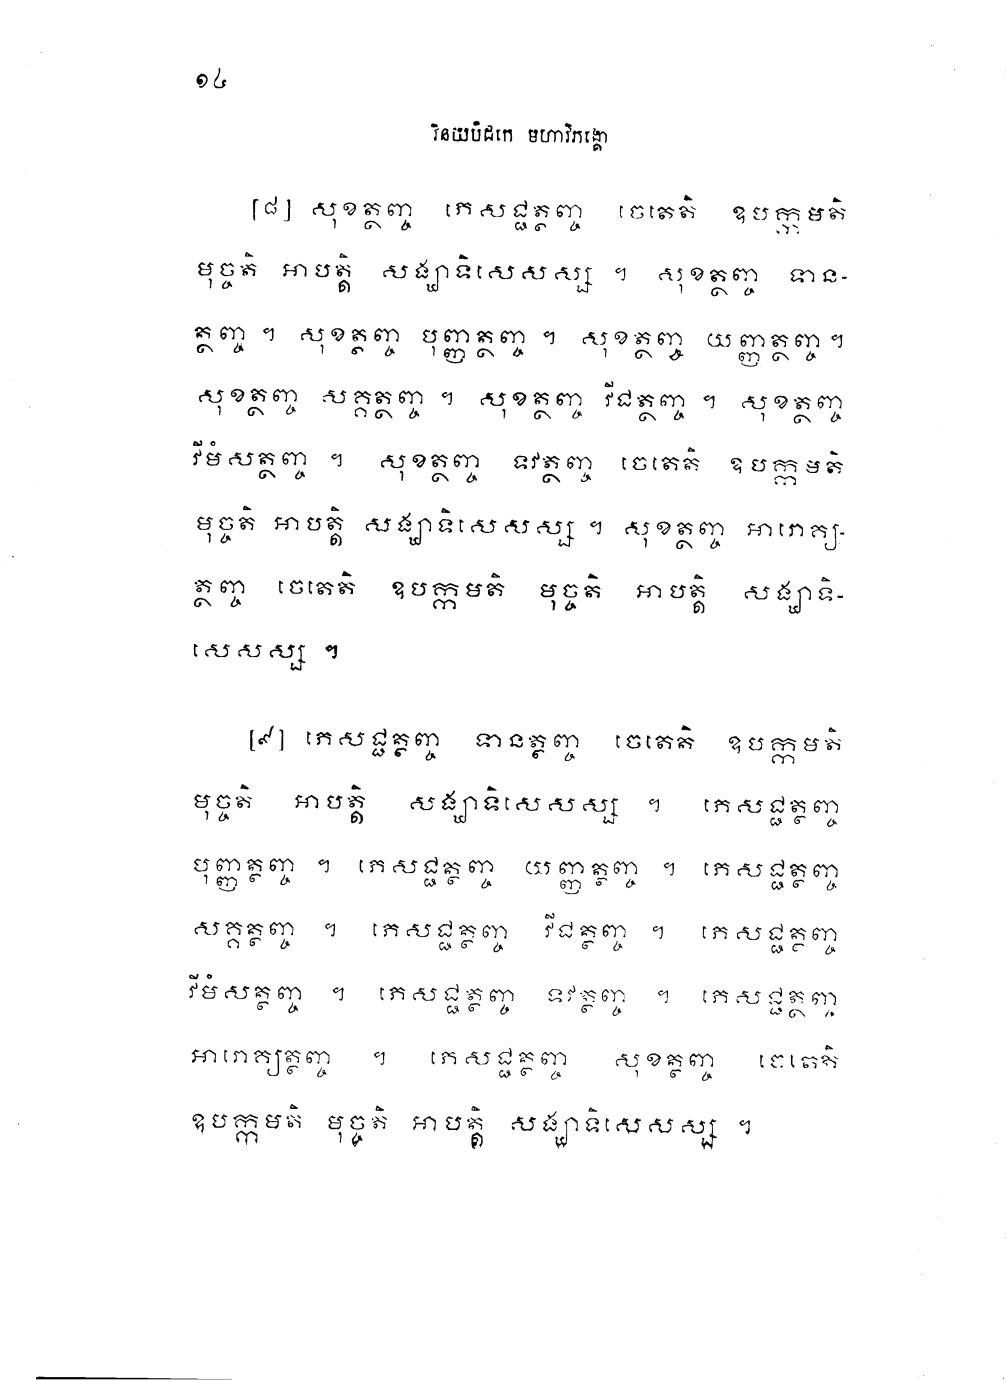 ១៤
វិនយបិដកេ មហាវិភង្គោ
[៨] សុខត្ថញ្ច ភេសជ្ជត្ថញ្ច ចេតេតិ ឧបក្កមតិ
មុច្ចតិ អាបត្តិ សង្ឃាទិសេសស្ស ។ សុខត្ថញ្ច ទាន-
ត្ថញ្ច ។ សុខត្ថញ្ច បុញ្ញត្ថញ្ច ។ សុខត្ថញ្ច យញ្ញត្ថញ្ច ។
សុខត្ថញ្ច សគ្គត្ថញ្ច ។ សុខត្ថញ្ច វីជត្ថញ្ច ។ សុខត្ថញ្ច
វីមំសត្ថញ្ច ។ សុខត្ថញ្ច ទវត្ថញ្ច ចេតេតិ ឧបក្កមតិ
មុច្ចតិ អាបត្តិ សង្ឃាទិសេសស្ស ។ សុខត្ថញ្ច អារោគ្យ-
ត្ថញ្ច ចេតេតិ ឧបក្កមតិ មុច្ចតិ អាបត្តិ សង្ឃាទិ-
សេសស្ស ។
[៩] ភេសជ្ជត្ថញ្ច ទានត្ថញ្ច ចេតេតិ ឧបក្កមតិ
មុច្ចតិ អាបត្តិ សង្ឃាទិសេសស្ស ។ ភេសជ្ជត្ថញ្ច
បុញ្ញត្ថញ្ច ។ ភេសជ្ជត្ថញ្ច យញ្ញត្ថញ្ច ។ ភេសជ្ជត្ថញ្ច
សគ្គត្ថញ្ច ។ ភេសជ្ជត្ថញ្ច វីជត្ថញ្ច ។ ភេសជ្ជត្ថញ្ច
វីមំសត្ថញ្ច ។ ភេសជ្ជត្ថញ្ច ទវត្ថញ្ច ។ ភេសជ្ជត្ថញ្ច
អារោគ្យត្ថញ្ច ។ ភេសជ្ជត្ថញ្ច សុខត្ថញ្ច ចេតេតិ
ឧបក្កមតិ មុច្ចតិ អាបត្តិ សង្ឃាទិសេសស្ស ។